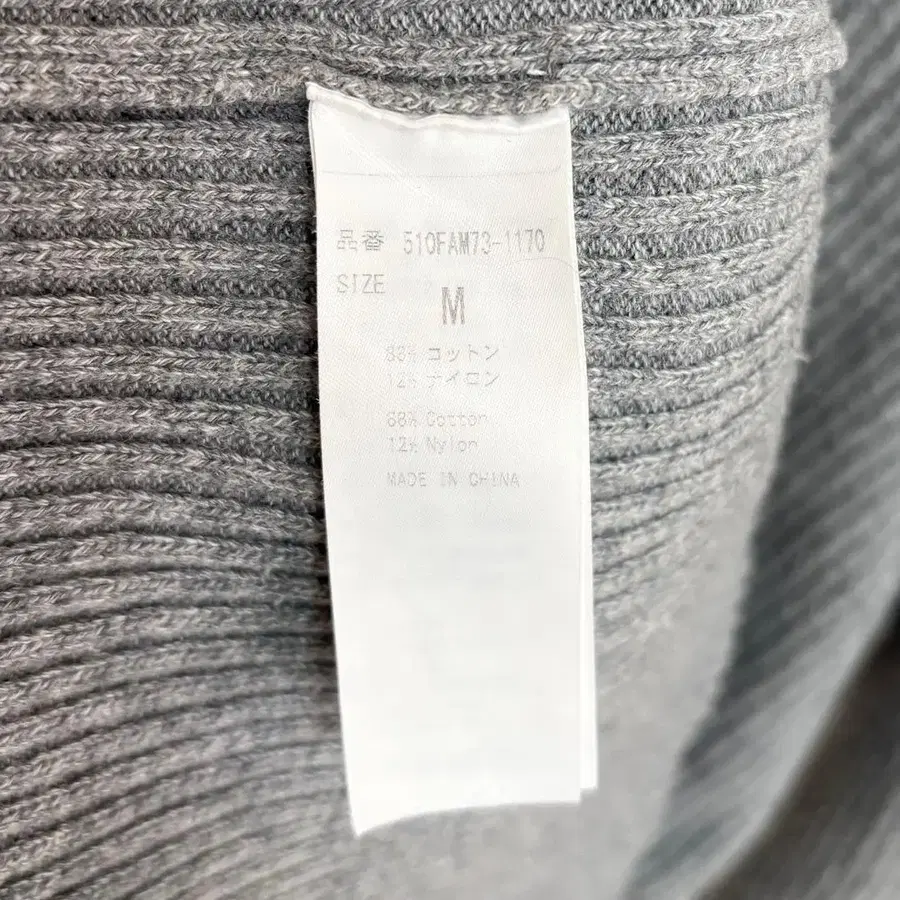 品番 510FAM73-1170
SIZE
M
88% コットン
12% ナイロン
88% Cotton
12% Nylon
MADE IN CHINA